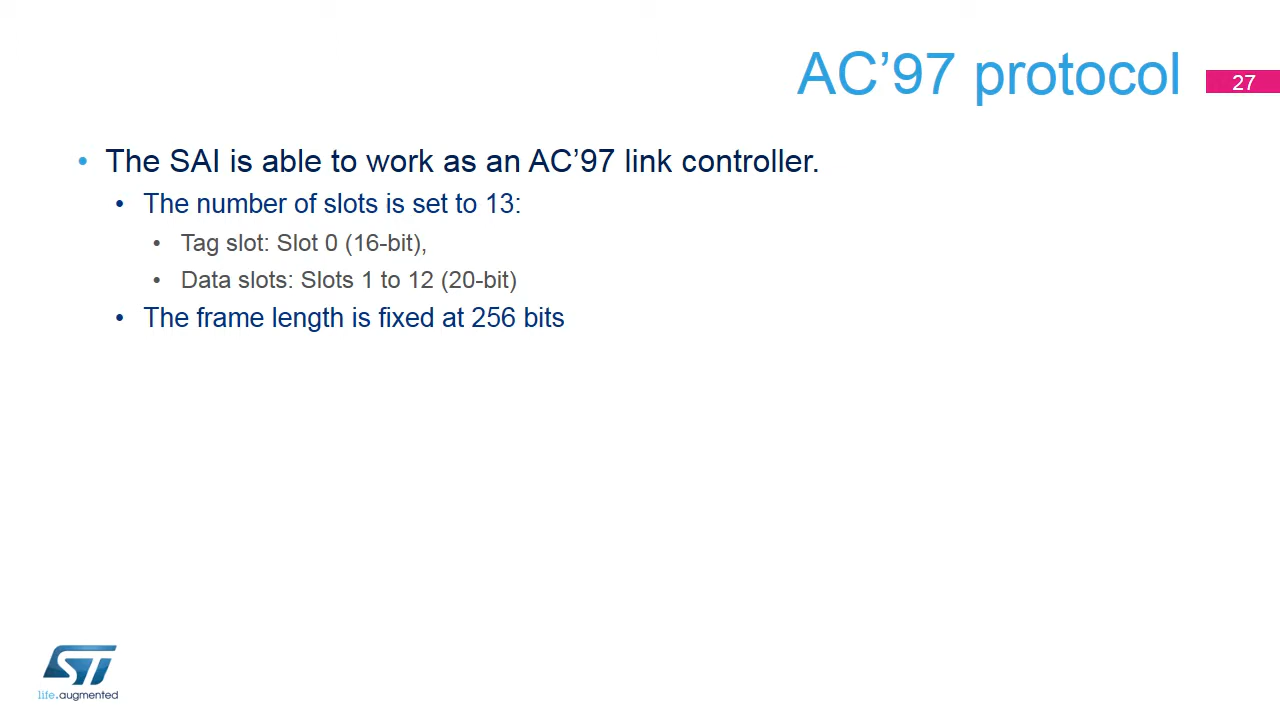 AC’97 protocol
27
• The SAI is able to work as an AC’97 link controller.
• The number of slots is set to 13:
• Tag slot: Slot 0 (16-bit),
• Data slots: Slots 1 to 12 (20-bit)
• The frame length is fixed at 256 bits
ST
life.augmented